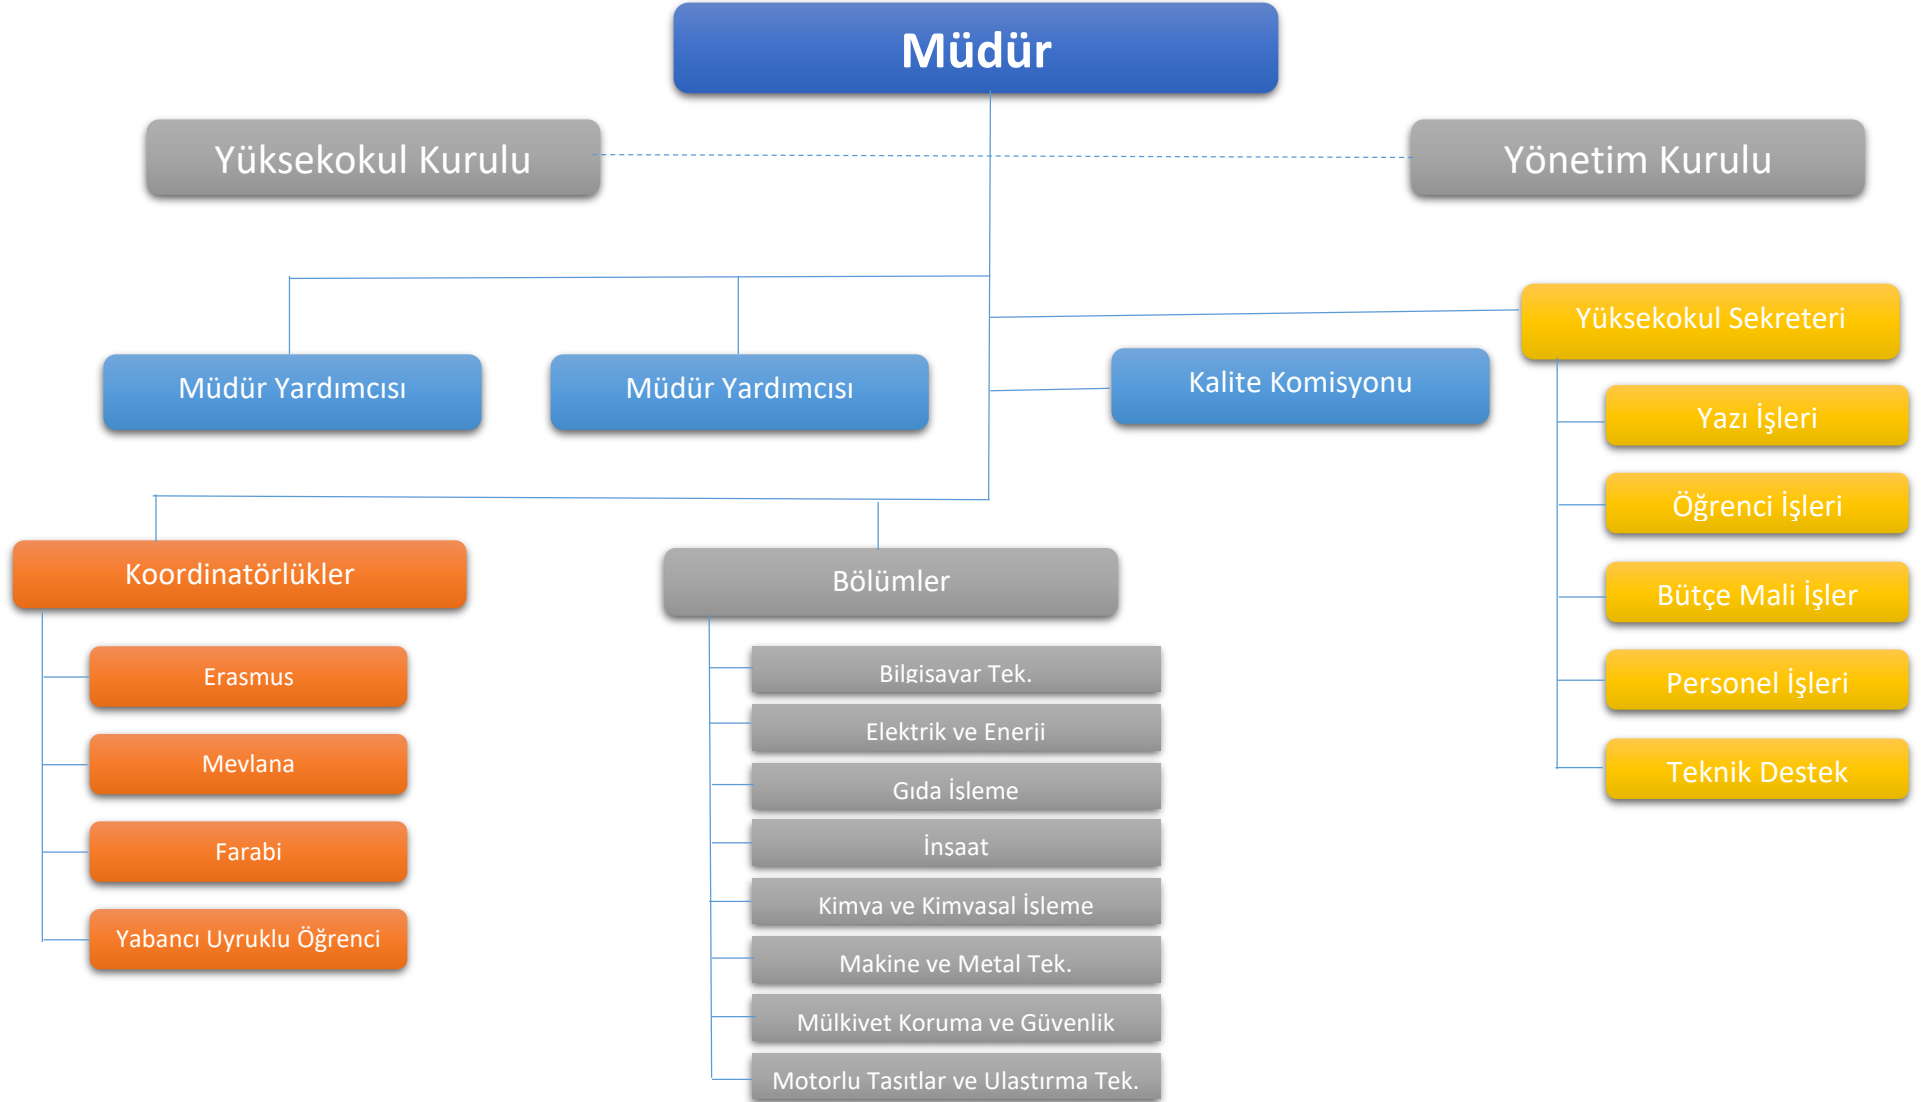 Müdür
Yüksekokul Kurulu
Yönetim Kurulu
Yüksekokul Sekreteri
Müdür Yardımcısı
Müdür Yardımcısı
Kalite Komisyonu
Yazı İşleri
Öğrenci İşleri
Bütçe Mali İşler
Personel İşleri
Teknik Destek
Koordinatörlükler
Erasmus
Mevlana
Farabi
Yabancı Uyruklu Öğrenci
Bölümler
Bilgisayar Tek.
Elektrik ve Enerji
Gıda İşleme
İnşaat
Kimya ve Kimyasal İşleme
Makine ve Metal Tek.
Mülkiyet Koruma ve Güvenlik
Motorlu Taşıtlar ve Ulaştırma Tek.